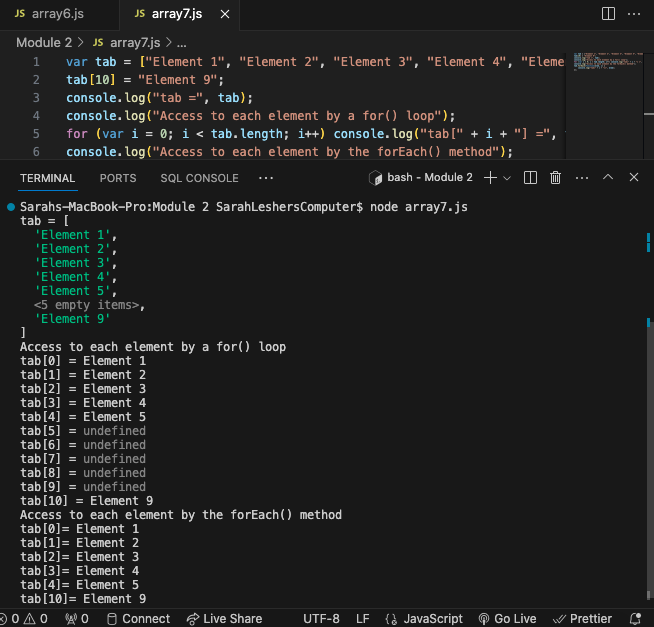 JS array6.js JS array7.js ×
Module 2 > JS array7.js > ...
1 var tab = ["Element 1", "Element 2", "Element 3", "Element 4", "Eleme
2 tab[10] = "Element 9";
3 console.log("tab =", tab);
4 console.log("Access to each element by a for() loop");
5 for (var i = 0; i < tab.length; i++) console.log("tab[" + i + "] =",
6 console.log("Access to each element by the forEach() method");
TERMINAL PORTS SQL CONSOLE ... bash - Module 2
Sarahs-MacBook-Pro:Module 2 SarahLeshersComputer$ node array7.js
tab = [
'Element 1',
'Element 2',
'Element 3',
'Element 4',
'Element 5',
<5 empty items>,
'Element 9'
]
Access to each element by a for() loop
tab[0] = Element 1
tab[1] = Element 2
tab[2] = Element 3
tab[3] = Element 4
tab[4] = Element 5
tab[5] = undefined
tab[6] = undefined
tab[7] = undefined
tab[8] = undefined
tab[9] = undefined
tab[10] = Element 9
Access to each element by the forEach() method
tab[0]= Element 1
tab[1]= Element 2
tab[2]= Element 3
tab[3]= Element 4
tab[4]= Element 5
tab[10]= Element 9
0 0 0 Connect Live Share UTF-8 LF {} JavaScript Go Live Prettier